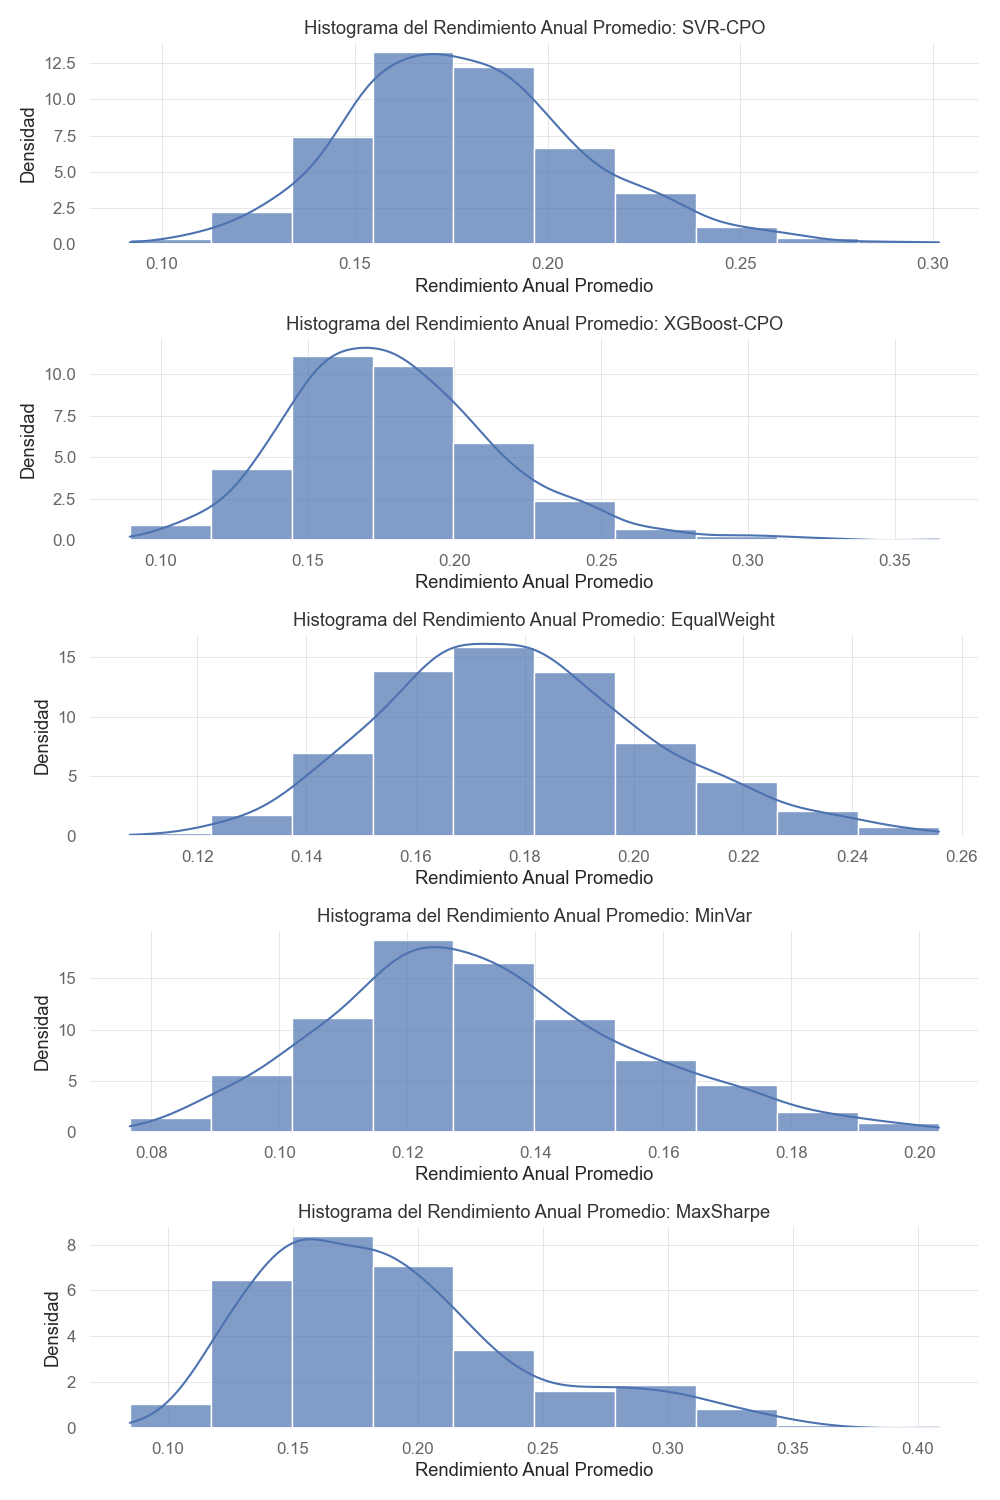 Histograma del Rendimiento Anual Promedio: SVR-CPO
12.5
10.0
7.5
5.0
2.5
0.0
Densidad
0.10 0.15 0.20 0.25 0.30
Rendimiento Anual Promedio
Histograma del Rendimiento Anual Promedio: XGBoost-CPO
10.0
7.5
5.0
2.5
0.0
Densidad
0.10 0.15 0.20 0.25 0.30 0.35
Rendimiento Anual Promedio
Histograma del Rendimiento Anual Promedio: EqualWeight
15
10
5
0
Densidad
0.12 0.14 0.16 0.18 0.20 0.22 0.24 0.26
Rendimiento Anual Promedio
Histograma del Rendimiento Anual Promedio: MinVar
15
10
5
0
Densidad
0.08 0.10 0.12 0.14 0.16 0.18 0.20
Rendimiento Anual Promedio
Histograma del Rendimiento Anual Promedio: MaxSharpe
8
6
4
2
0
Densidad
0.10 0.15 0.20 0.25 0.30 0.35 0.40
Rendimiento Anual Promedio